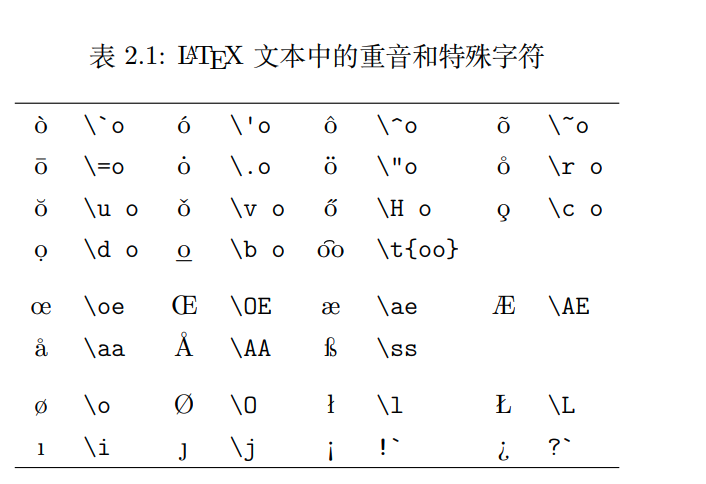 表 2.1: LATEX 文本中的重音和特殊字符
ò \`o ó \'o ô \^o õ \~o
ō \=o ȯ \.o ö \"o o̊ \r o
ŏ \u o ǒ \v o ő \H o o̧ \c o
ọ \d o o̲ \b o o͡o \t{oo}
œ \oe Œ \OE æ \ae Æ \AE
å \aa Å \AA ß \ss
ø \o Ø \O ł \l Ł \L
ı \i ȷ \j ¡ !` ¿ ?`